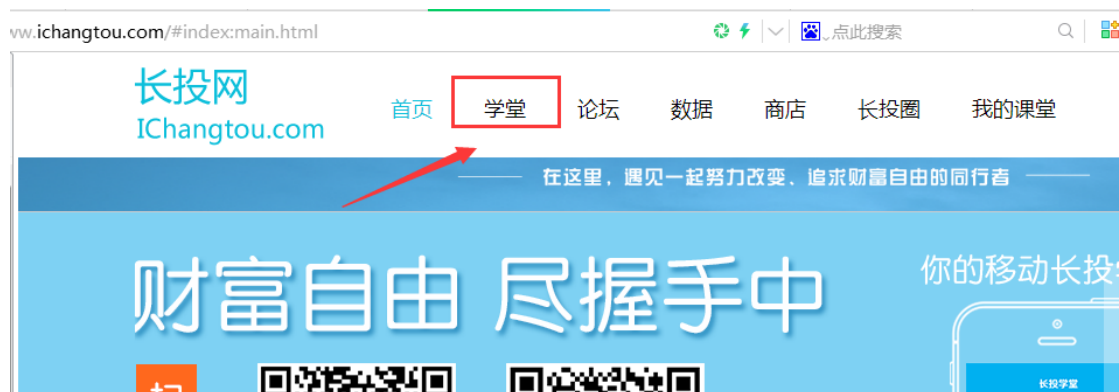 ww.ichangtou.com/#index:main.html
点此搜索
长投网
IChangtou.com
首页 学堂 论坛 数据 商店 长投圈 我的课堂
在这里，遇见一起努力改变、追求财富自由的同行者
财富自由 尽握手中
你的移动长投
长投学堂